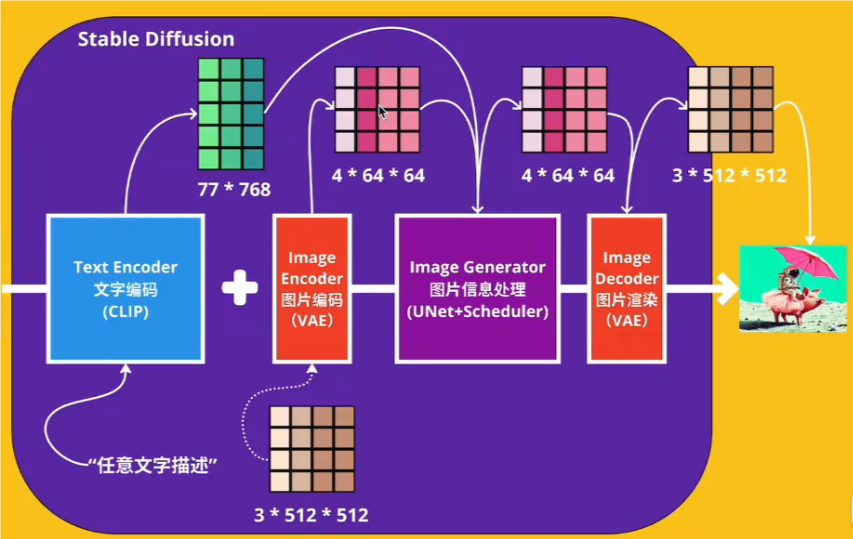 Stable Diffusion
77 * 768
4 * 64 * 64
4 * 64 * 64
3 * 512 * 512
Text Encoder
文字编码
(CLIP)
Image
Encoder
图片编码
（VAE）
Image Generator
图片信息处理
(UNet+Scheduler)
Image
Decoder
图片渲染
（VAE）
“任意文字描述”
3 * 512 * 512